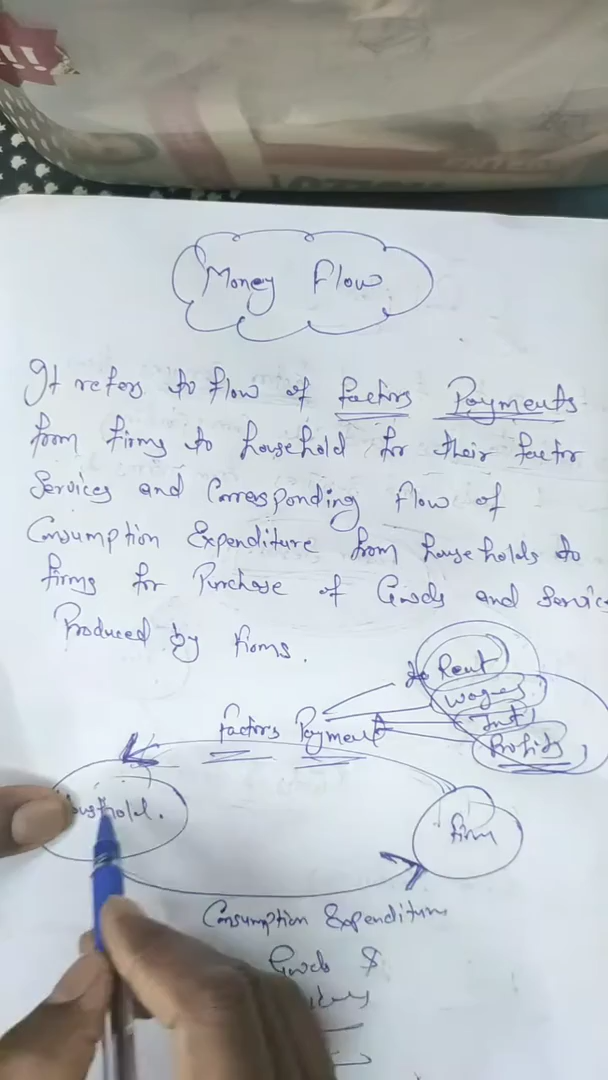 Money Flow
It refers to flow of factors Payments
from firms to household for their factor
Services and Corresponding flow of
Consumption Expenditure from households to
firms for Purchase of Goods and Servic
Produced by firms.
Rent
Wages
Int
Profits
Factors Payment
Household.
firm
Consumption Expenditure
Goods &